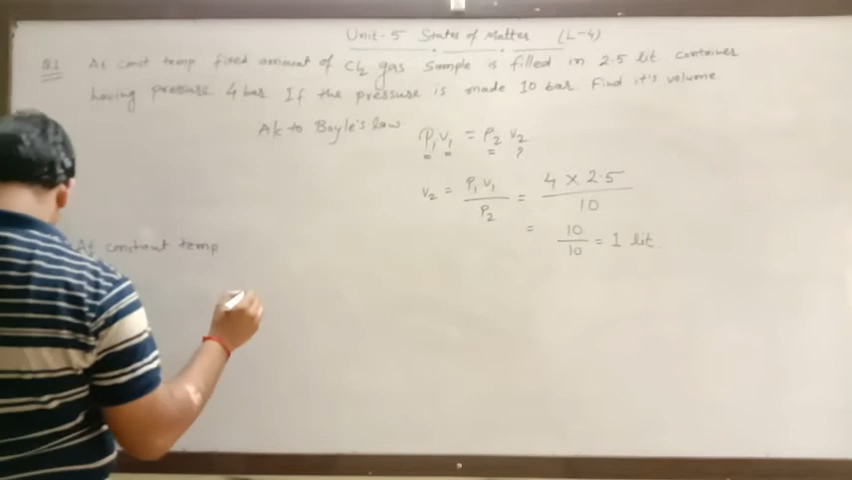 Unit-5 States of Matter (L-4)
Q.1 At const temp fixed amount of Cl2 gas sample is filled in 2.5 lit container
having pressure 4 bar. If the pressure is made 10 bar. Find it's volume
A/c to Boyle's law P1V1 = P2V2
= = = ?
V2 = P1V1/P2 = 4 × 2.5/10
= 10/10 = 1 lit.
At constant temp